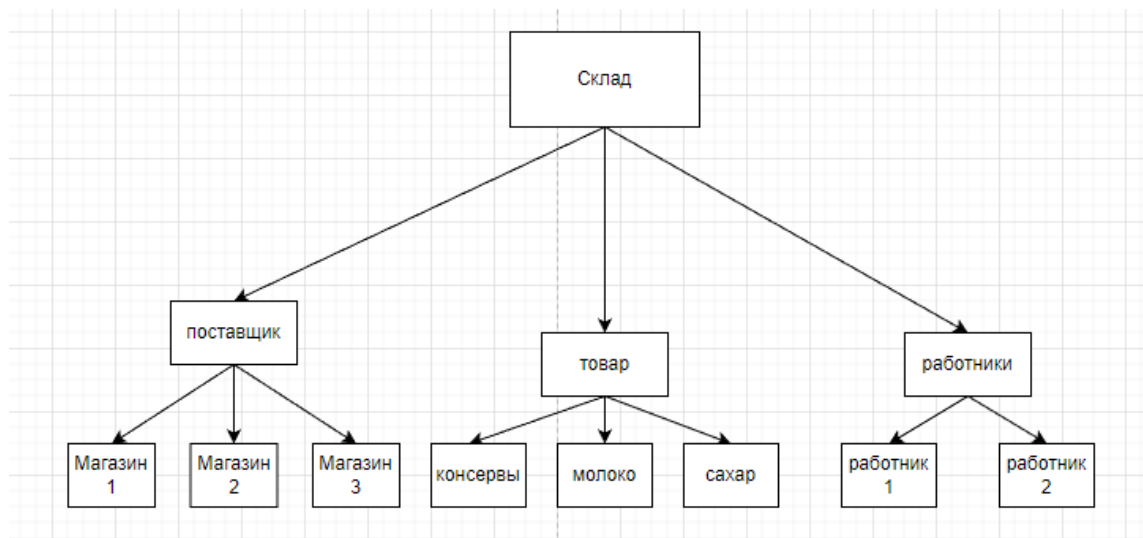 Склад
поставщик
товар
работники
Магазин
1
Магазин
2
Магазин
3
консервы
молоко
сахар
работник
1
работник
2